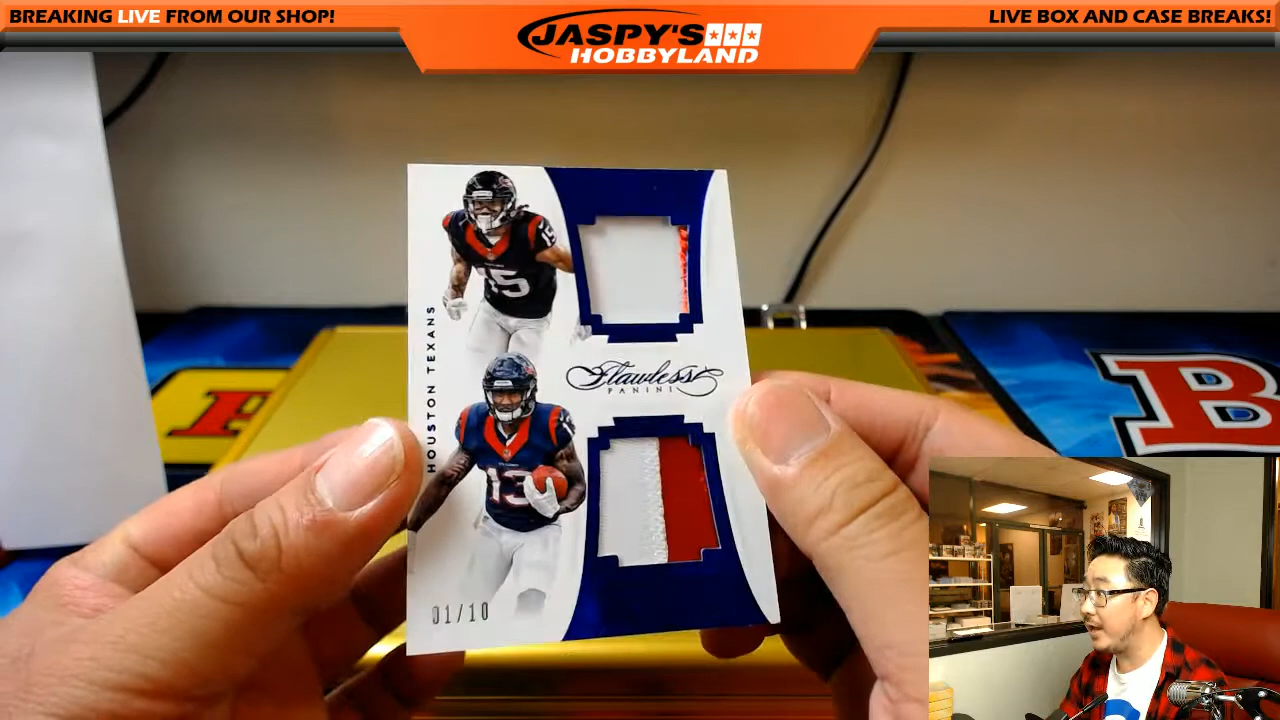 BREAKING LIVE FROM OUR SHOP!
JASPY'S
HOBBYLAND
LIVE BOX AND CASE BREAKS!
15
15
HOUSTON TEXANS
Flawless
PANINI
13
01/10
B